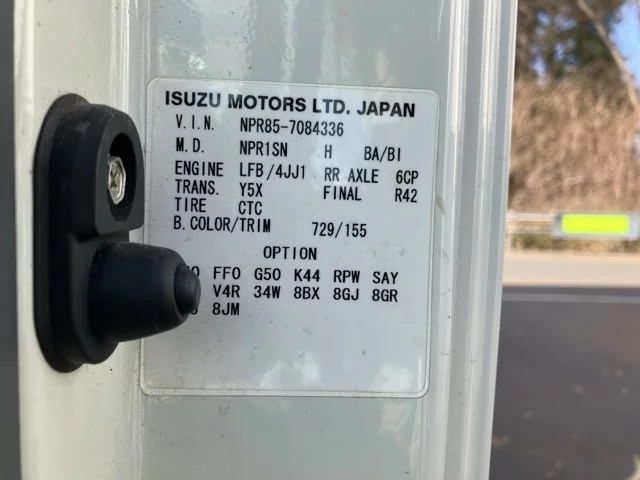 ISUZU MOTORS LTD. JAPAN
V.I.N. NPR85-7084336
M.D. NPR1SN H BA/BI
ENGINE LFB/4JJ1 RR AXLE 6CP
TRANS. Y5X FINAL R42
TIRE CTC
B.COLOR/TRIM 729/155
OPTION
FFO G50 K44 RPW SAY
V4R 34W 8BX 8GJ 8GR
8JM